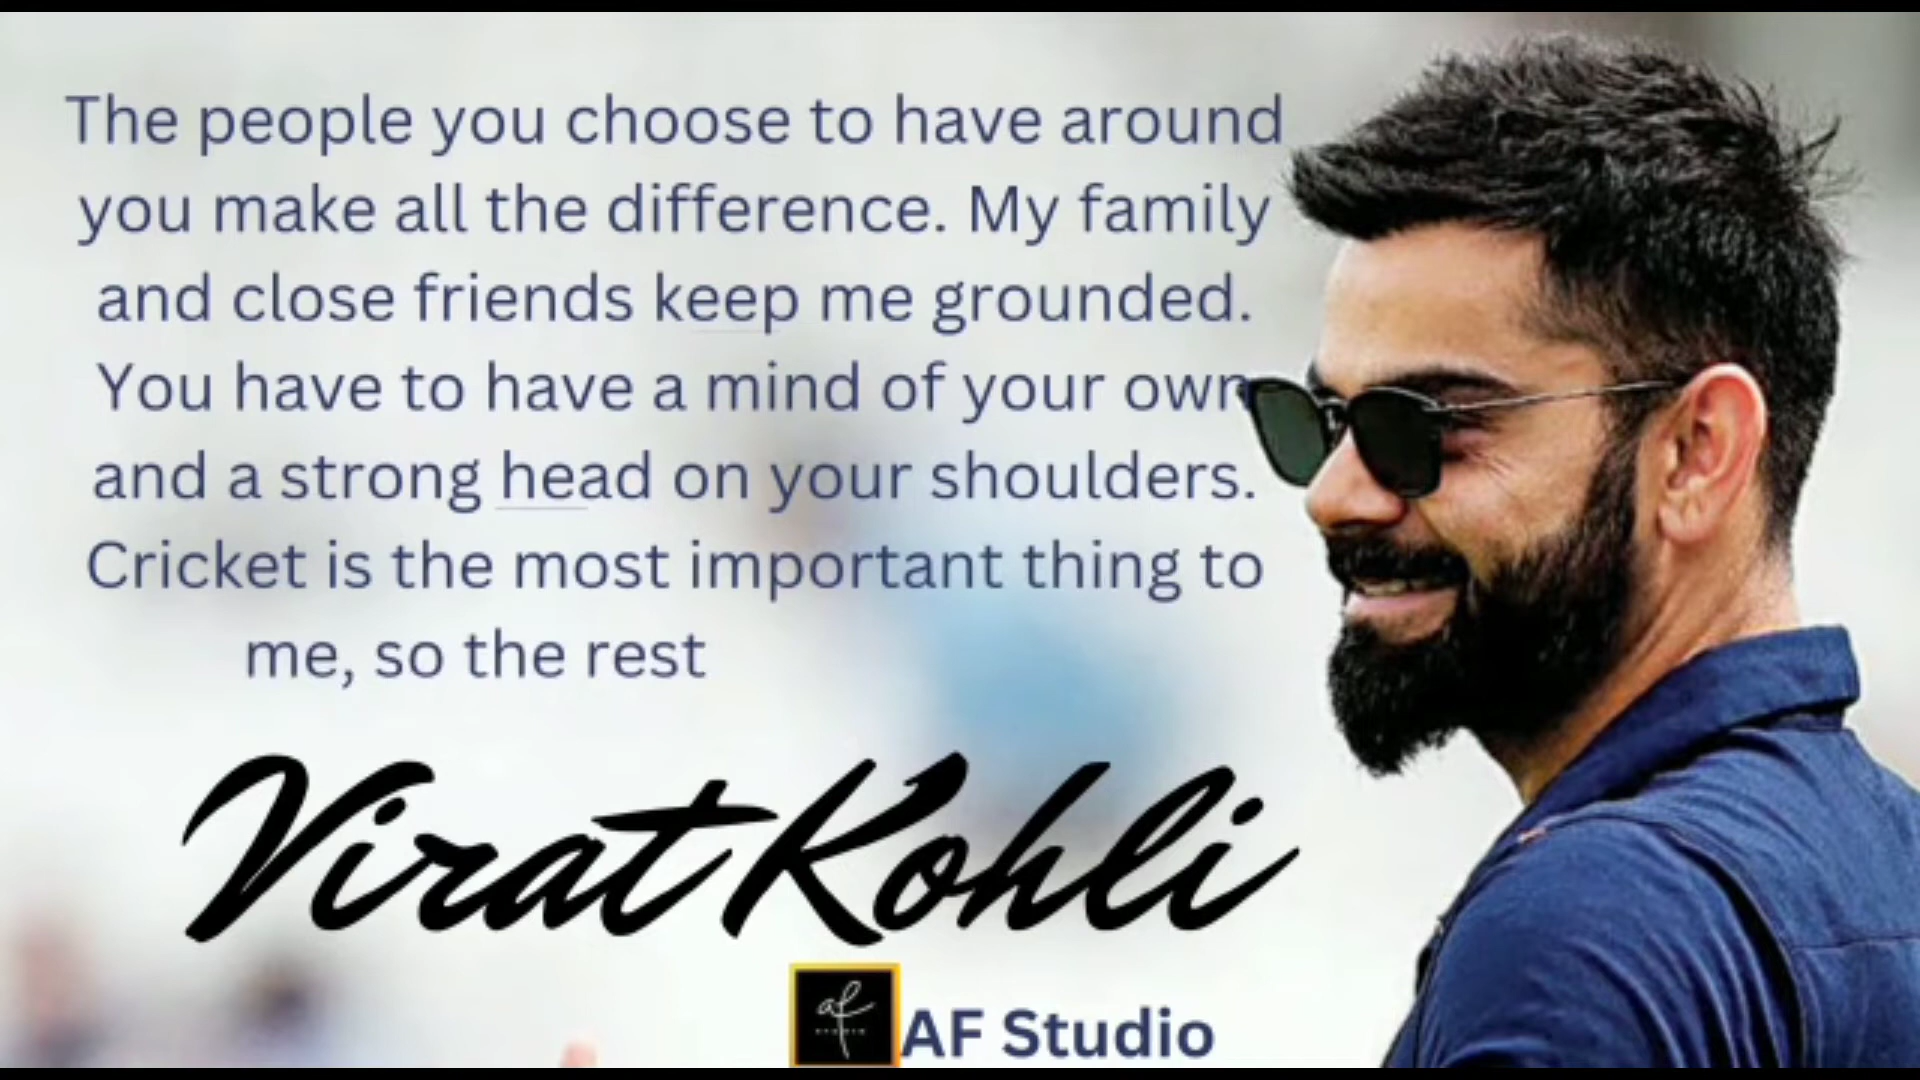 The people you choose to have around
you make all the difference. My family
and close friends keep me grounded.
You have to have a mind of your own
and a strong head on your shoulders.
Cricket is the most important thing to
me, so the rest
Virat Kohli
af
AF Studio